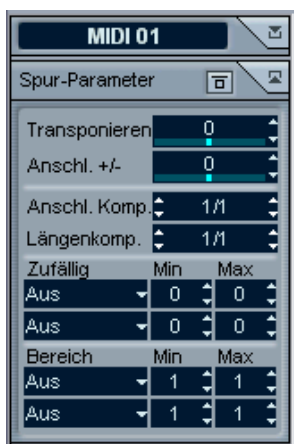 MIDI 01
Spur-Parameter
Transponieren 0
Anschl. +/- 0
Anschl. Komp. 1/1
Längenkomp. 1/1
Zufällig Min Max
Aus 0 0
Aus 0 0
Bereich Min Max
Aus 1 1
Aus 1 1